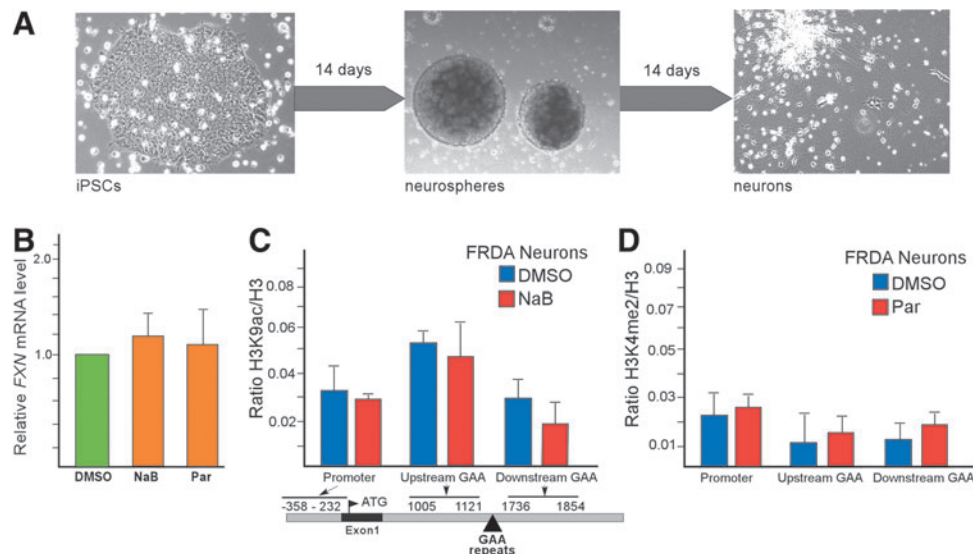 A
14 days
14 days
iPSCs
neurospheres
neurons
B
Relative FXN mRNA level
2.0
1.0
DMSO
NaB
Par
C
FRDA Neurons
DMSO
NaB
Ratio H3K9ac/H3
0.08
0.06
0.04
0.02
Promoter
Upstream GAA
Downstream GAA
-358 - 232
ATG
1005
1121
1736
1854
Exon1
GAA
repeats
D
FRDA Neurons
DMSO
Par
Ratio H3K4me2/H3
0.09
0.07
0.05
0.03
0.01
Promoter
Upstream GAA
Downstream GAA